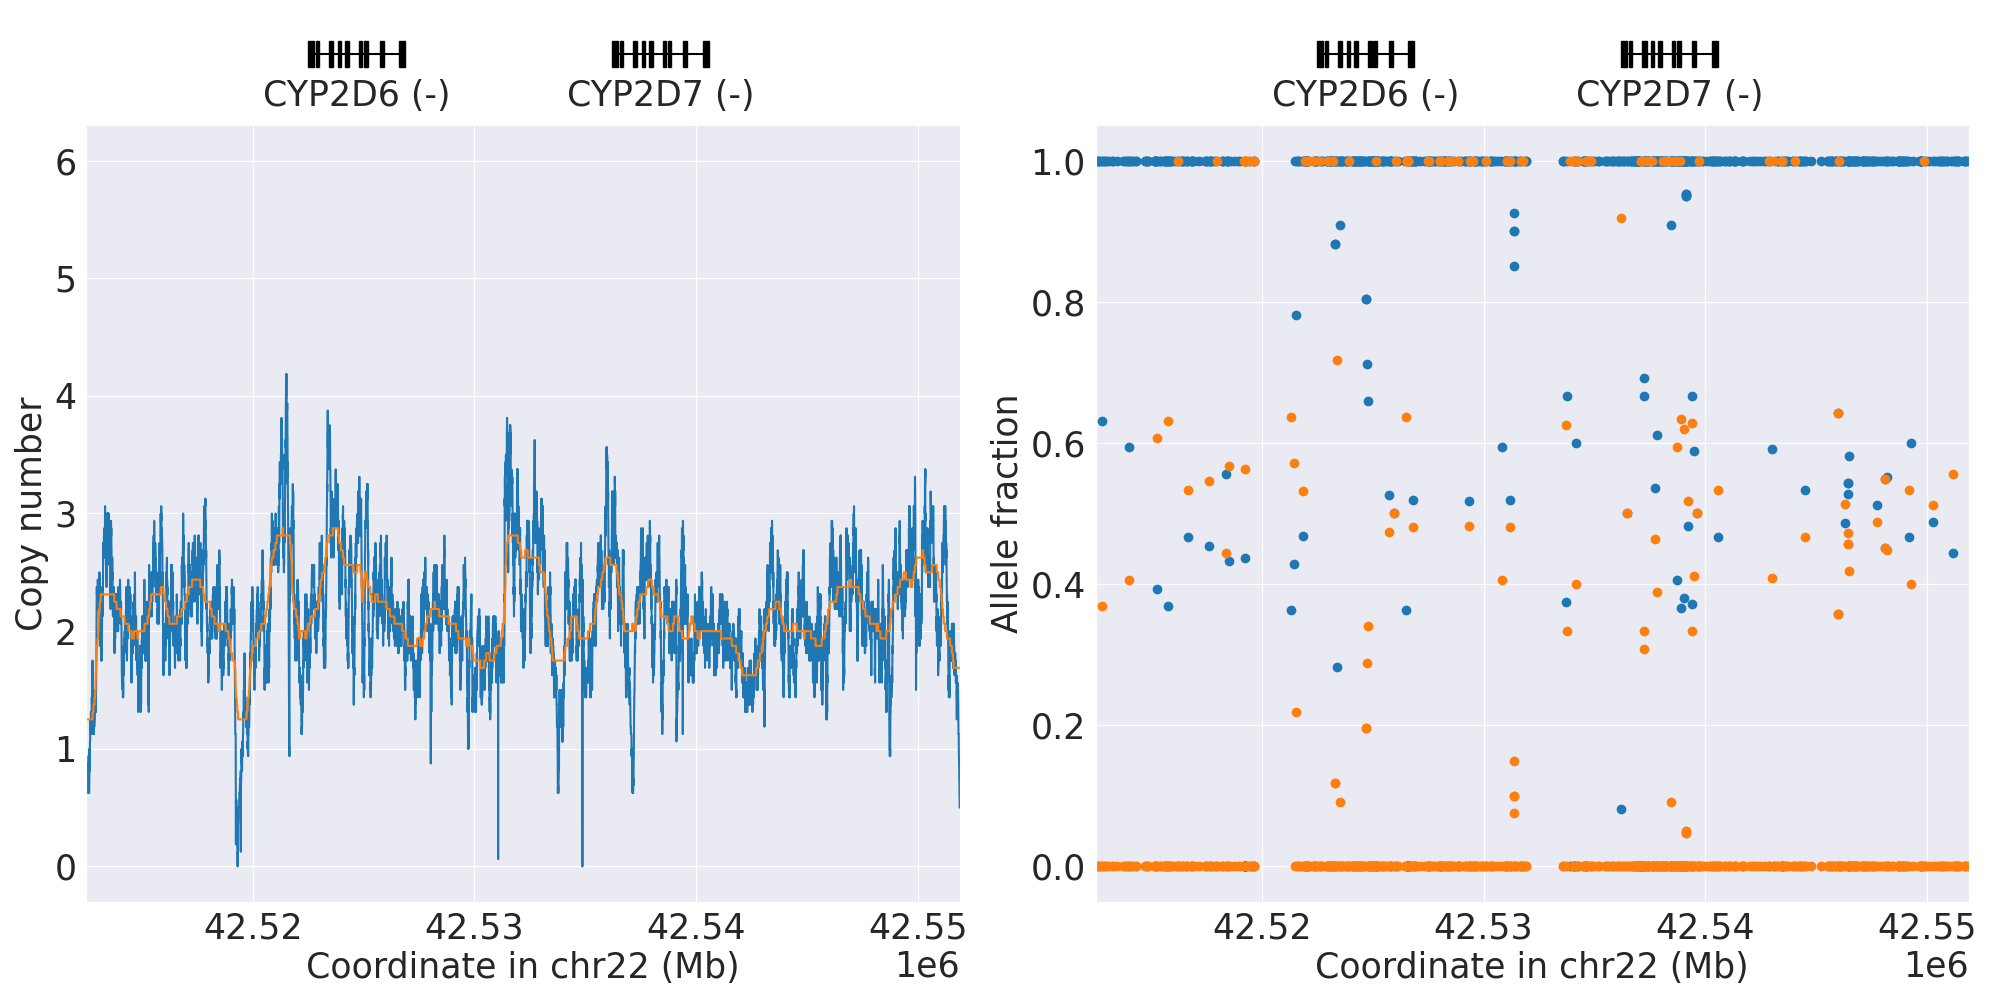 CYP2D6 (-) CYP2D7 (-)
Copy number
6
5
4
3
2
1
0
42.52 42.53 42.54 42.55
Coordinate in chr22 (Mb)
1e6
CYP2D6 (-) CYP2D7 (-)
Allele fraction
1.0
0.8
0.6
0.4
0.2
0.0
42.52 42.53 42.54 42.55
Coordinate in chr22 (Mb)
1e6